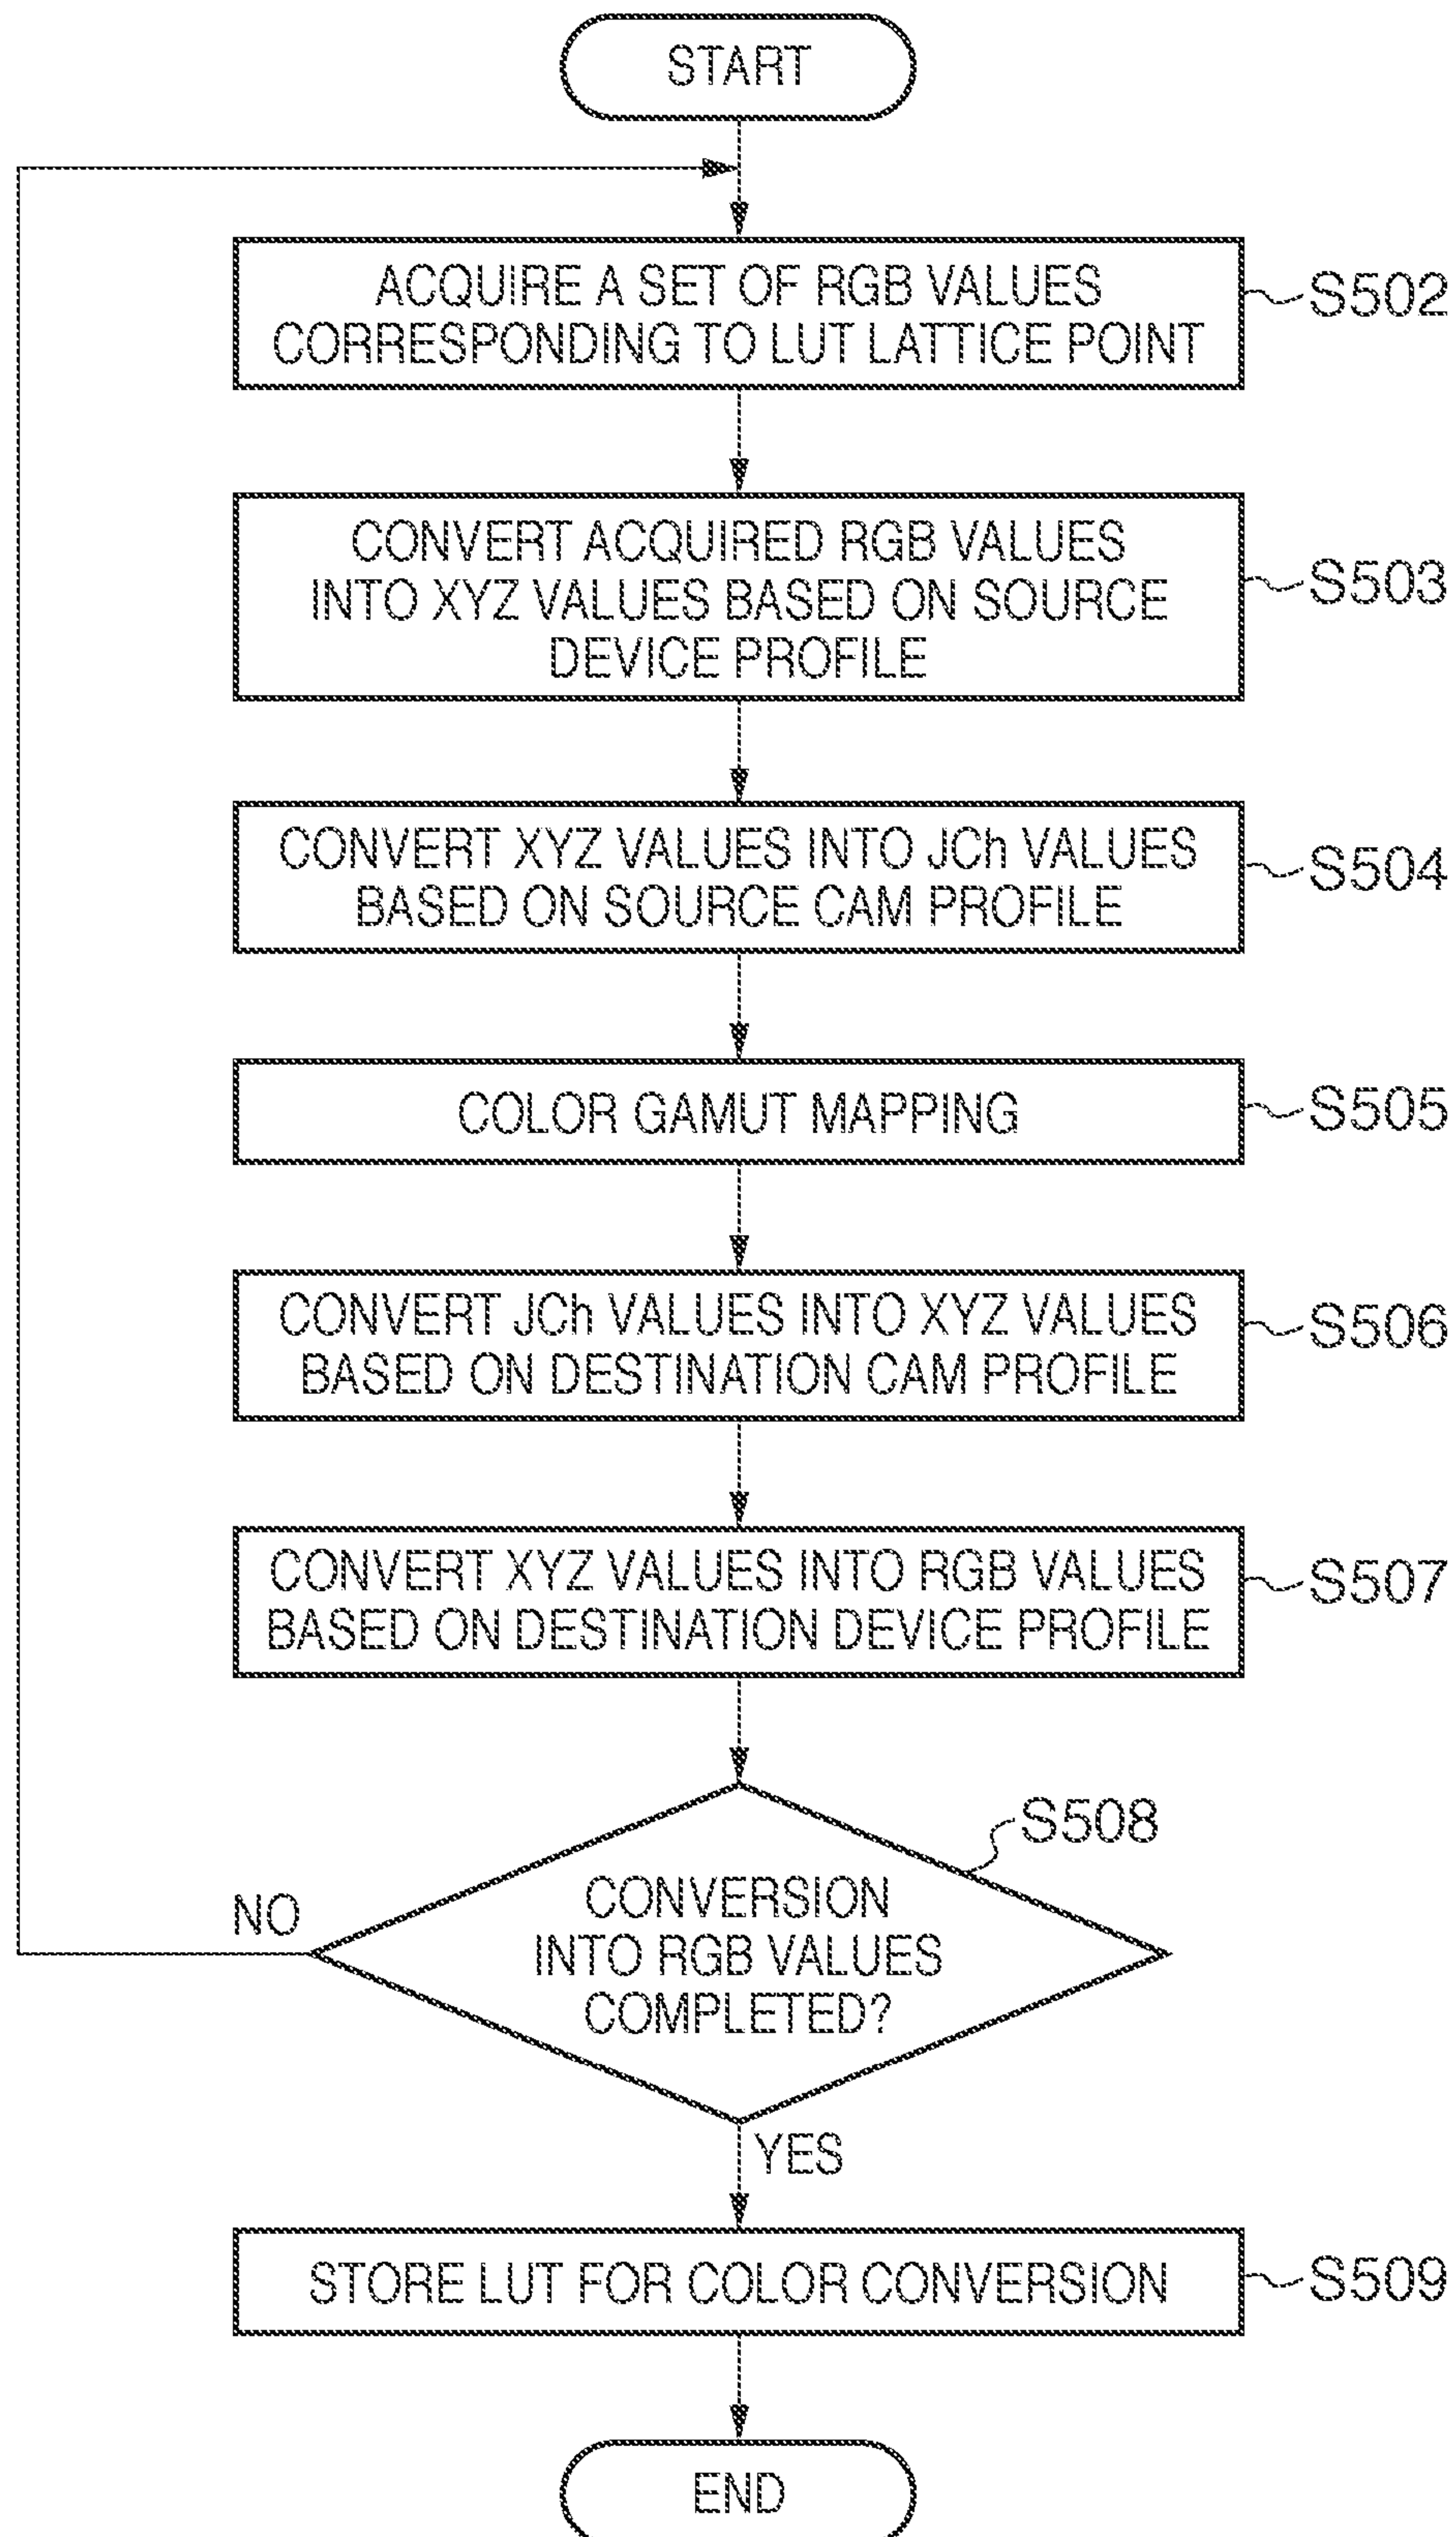 START
ACQUIRE A SET OF RGB VALUES
CORRESPONDING TO LUT LATTICE POINT
S502
CONVERT ACQUIRED RGB VALUES
INTO XYZ VALUES BASED ON SOURCE
DEVICE PROFILE
S503
CONVERT XYZ VALUES INTO JCh VALUES
BASED ON SOURCE CAM PROFILE
S504
COLOR GAMUT MAPPING
S505
CONVERT JCh VALUES INTO XYZ VALUES
BASED ON DESTINATION CAM PROFILE
S506
CONVERT XYZ VALUES INTO RGB VALUES
BASED ON DESTINATION DEVICE PROFILE
S507
S508
NO
CONVERSION
INTO RGB VALUES
COMPLETED?
YES
STORE LUT FOR COLOR CONVERSION
S509
END